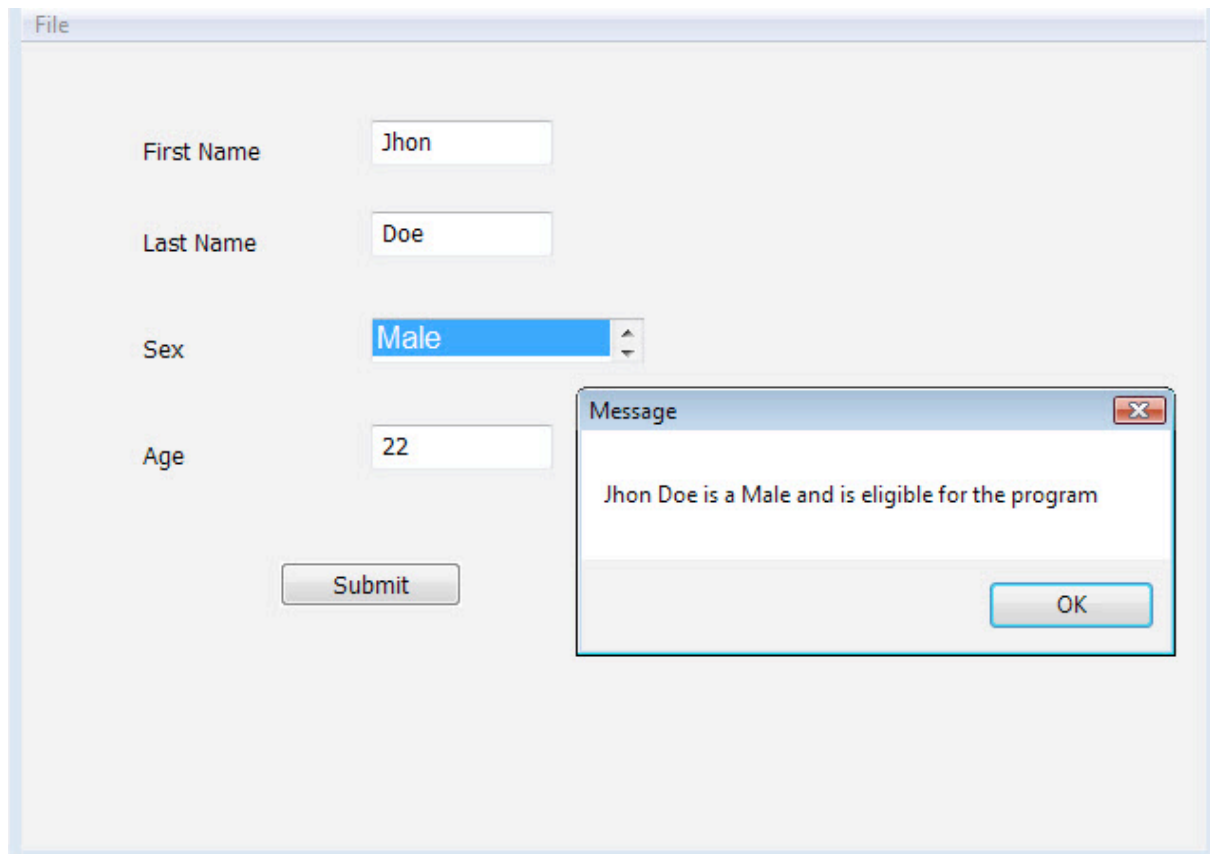 File
First Name Jhon
Last Name Doe
Sex Male
Age 22
Submit
Message
Jhon Doe is a Male and is eligible for the program
OK